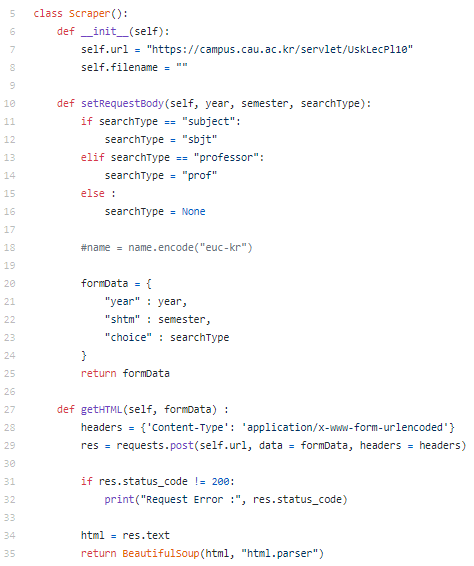 5 class Scraper():
6     def __init__(self):
7         self.url = "https://campus.cau.ac.kr/servlet/UskLecPl10"
8         self.filename = ""
9
10     def setRequestBody(self, year, semester, searchType):
11         if searchType == "subject":
12             searchType = "sbjt"
13         elif searchType == "professor":
14             searchType = "prof"
15         else :
16             searchType = None
17
18         #name = name.encode("euc-kr")
19
20         formData = {
21             "year" : year,
22             "shtm" : semester,
23             "choice" : searchType
24         }
25         return formData
26
27     def getHTML(self, formData) :
28         headers = {'Content-Type': 'application/x-www-form-urlencoded'}
29         res = requests.post(self.url, data = formData, headers = headers)
30
31         if res.status_code != 200:
32             print("Request Error :", res.status_code)
33
34         html = res.text
35         return BeautifulSoup(html, "html.parser")